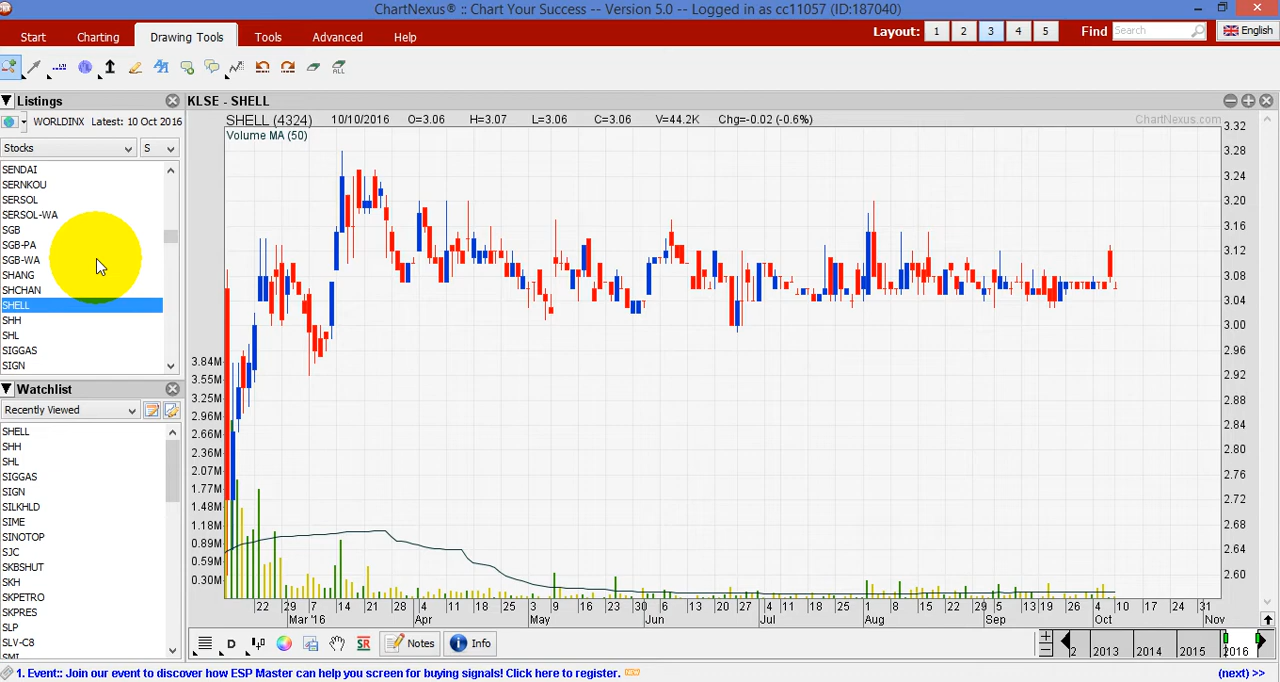 ChartNexus® :: Chart Your Success -- Version 5.0 -- Logged in as cc11057 (ID:187040)
Start Charting Drawing Tools Tools Advanced Help Layout: 1 2 3 4 5 Find Search English
ALL
Listings
WORLDINX Latest: 10 Oct 2016
Stocks S
SENDAI
SERNKOU
SERSOL
SERSOL-WA
SGB
SGB-PA
SGB-WA
SHANG
SHCHAN
SHELL
SHH
SHL
SIGGAS
SIGN
Watchlist
Recently Viewed
SHELL
SHH
SHL
SIGGAS
SIGN
SILKHLD
SIME
SINOTOP
SJC
SKBSHUT
SKH
SKPETRO
SKPRES
SLP
SLV-C8
KLSE - SHELL
SHELL (4324) 10/10/2016 O=3.06 H=3.07 L=3.06 C=3.06 V=44.2K Chg=-0.02 (-0.6%)
Volume MA (50)
ChartNexus.com
3.32
3.28
3.24
3.20
3.16
3.12
3.08
3.04
3.00
2.96
2.92
2.88
2.84
2.80
2.76
2.72
2.68
2.64
2.60
3.84M
3.55M
3.25M
2.96M
2.66M
2.36M
2.07M
1.77M
1.48M
1.18M
0.89M
0.59M
0.30M
22 29 7 14 21 28 4 11 18 25 3 9 16 23 30 6 13 20 27 4 11 18 25 8 15 22 29 5 13 19 26 4 10 17 24 31
Mar '16 Apr May Jun Jul Aug Sep Oct Nov
D SR Notes Info
2 2013 2014 2015 2016
1. Event:: Join our event to discover how ESP Master can help you screen for buying signals! Click here to register. NEW (next) >>